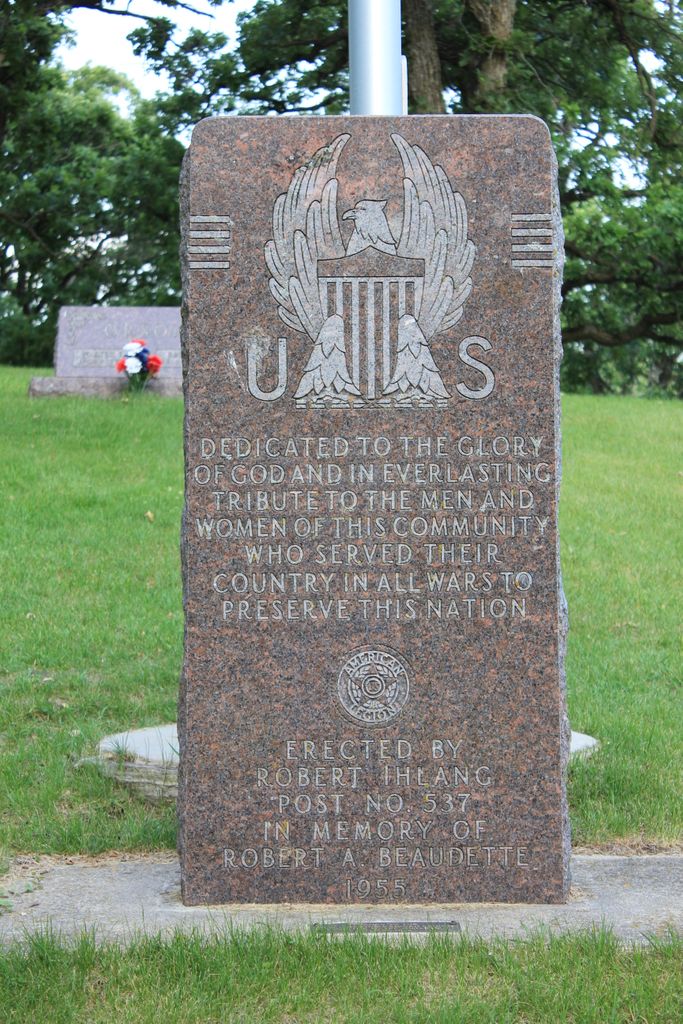 U S
DEDICATED TO THE GLORY
OF GOD AND IN EVERLASTING
TRIBUTE TO THE MEN AND
WOMEN OF THIS COMMUNITY
WHO SERVED THEIR
COUNTRY IN ALL WARS TO
PRESERVE THIS NATION
AMERICAN
LEGION
ERECTED BY
ROBERT IHLANG
POST NO. 537
IN MEMORY OF
ROBERT A. BEAUDETTE
1955